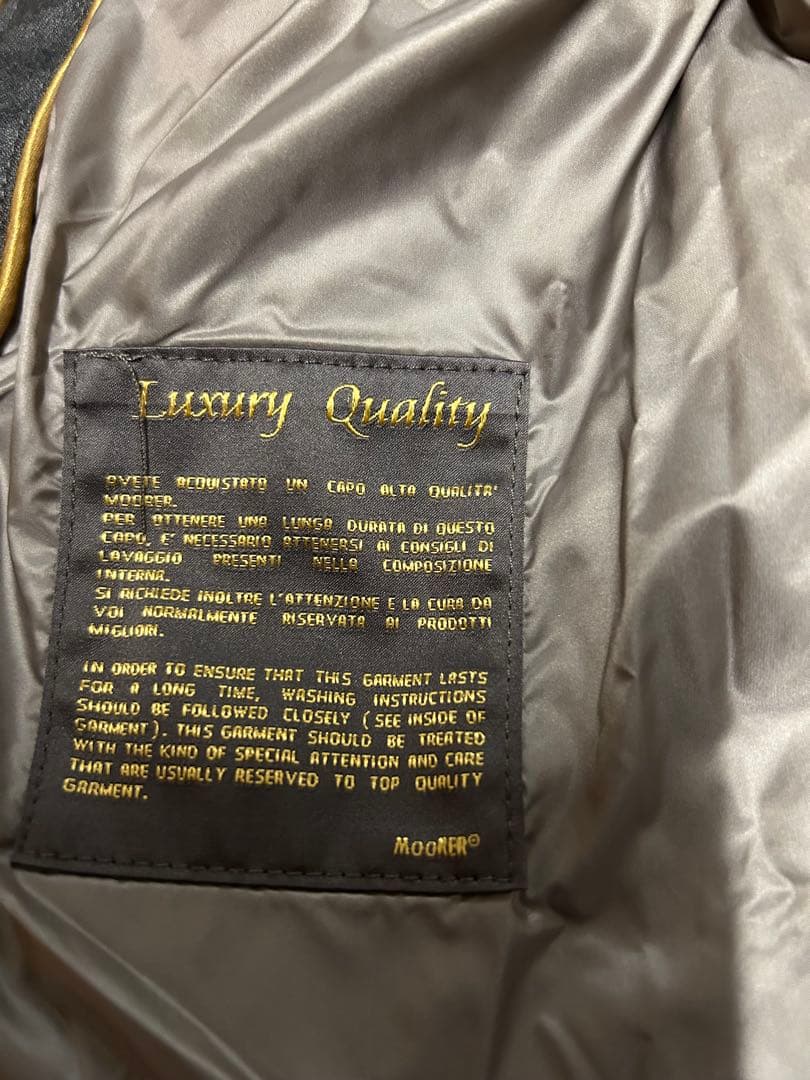 Luxury Quality
AVETE ACQUISTATO UN CAPO ALTA QUALITA'
MOORER.
PER OTTENERE UNA LUNGA DURATA DI QUESTO
CAPO, E' NECESSARIO ATTENERSI AI CONSIGLI DI
LAVAGGIO PRESENTI NELLA COMPOSIZIONE
INTERNA.
SI RICHIEDE INOLTRE L'ATTENZIONE E LA CURA DA
VOI NORMALMENTE RISERVATA AI PRODOTTI
MIGLIORI.
IN ORDER TO ENSURE THAT THIS GARMENT LASTS
FOR A LONG TIME, WASHING INSTRUCTIONS
SHOULD BE FOLLOWED CLOSELY (SEE INSIDE OF
GARMENT). THIS GARMENT SHOULD BE TREATED
WITH THE KIND OF SPECIAL ATTENTION AND CARE
THAT ARE USUALLY RESERVED TO TOP QUALITY
GARMENT.
MOORER©